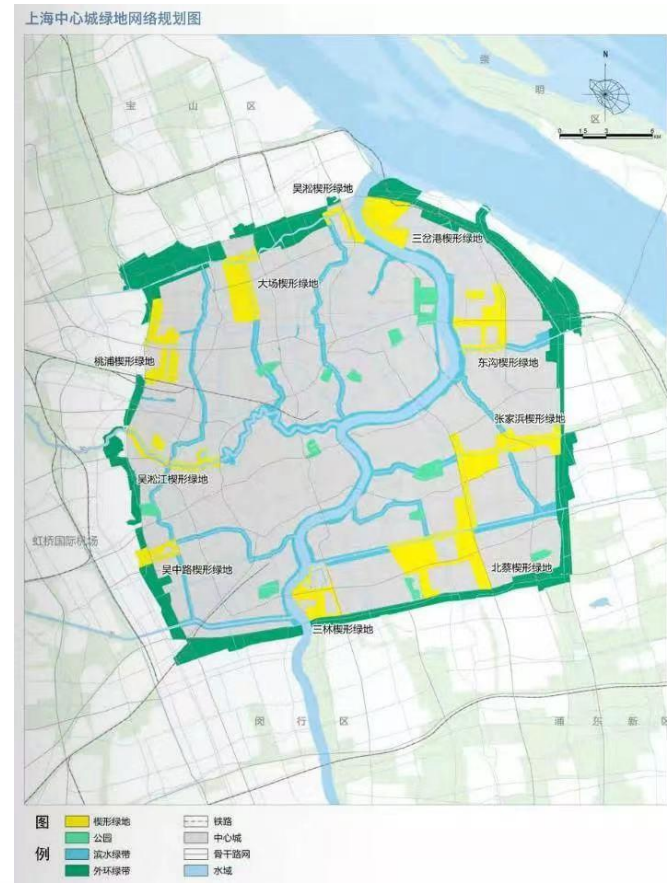 上海中心城绿地网络规划图
崇
明
区
宝
山
区
N
0 1.5 3 6
KM
吴淞楔形绿地
三岔港楔形绿地
大场楔形绿地
桃浦楔形绿地
东沟楔形绿地
张家浜楔形绿地
吴淞江楔形绿地
虹桥国际机场
吴中路楔形绿地
北蔡楔形绿地
三林楔形绿地
闵
行
区
浦
东
新
区
图
例
楔形绿地
公园
滨水绿带
外环绿带
铁路
中心城
骨干路网
水域